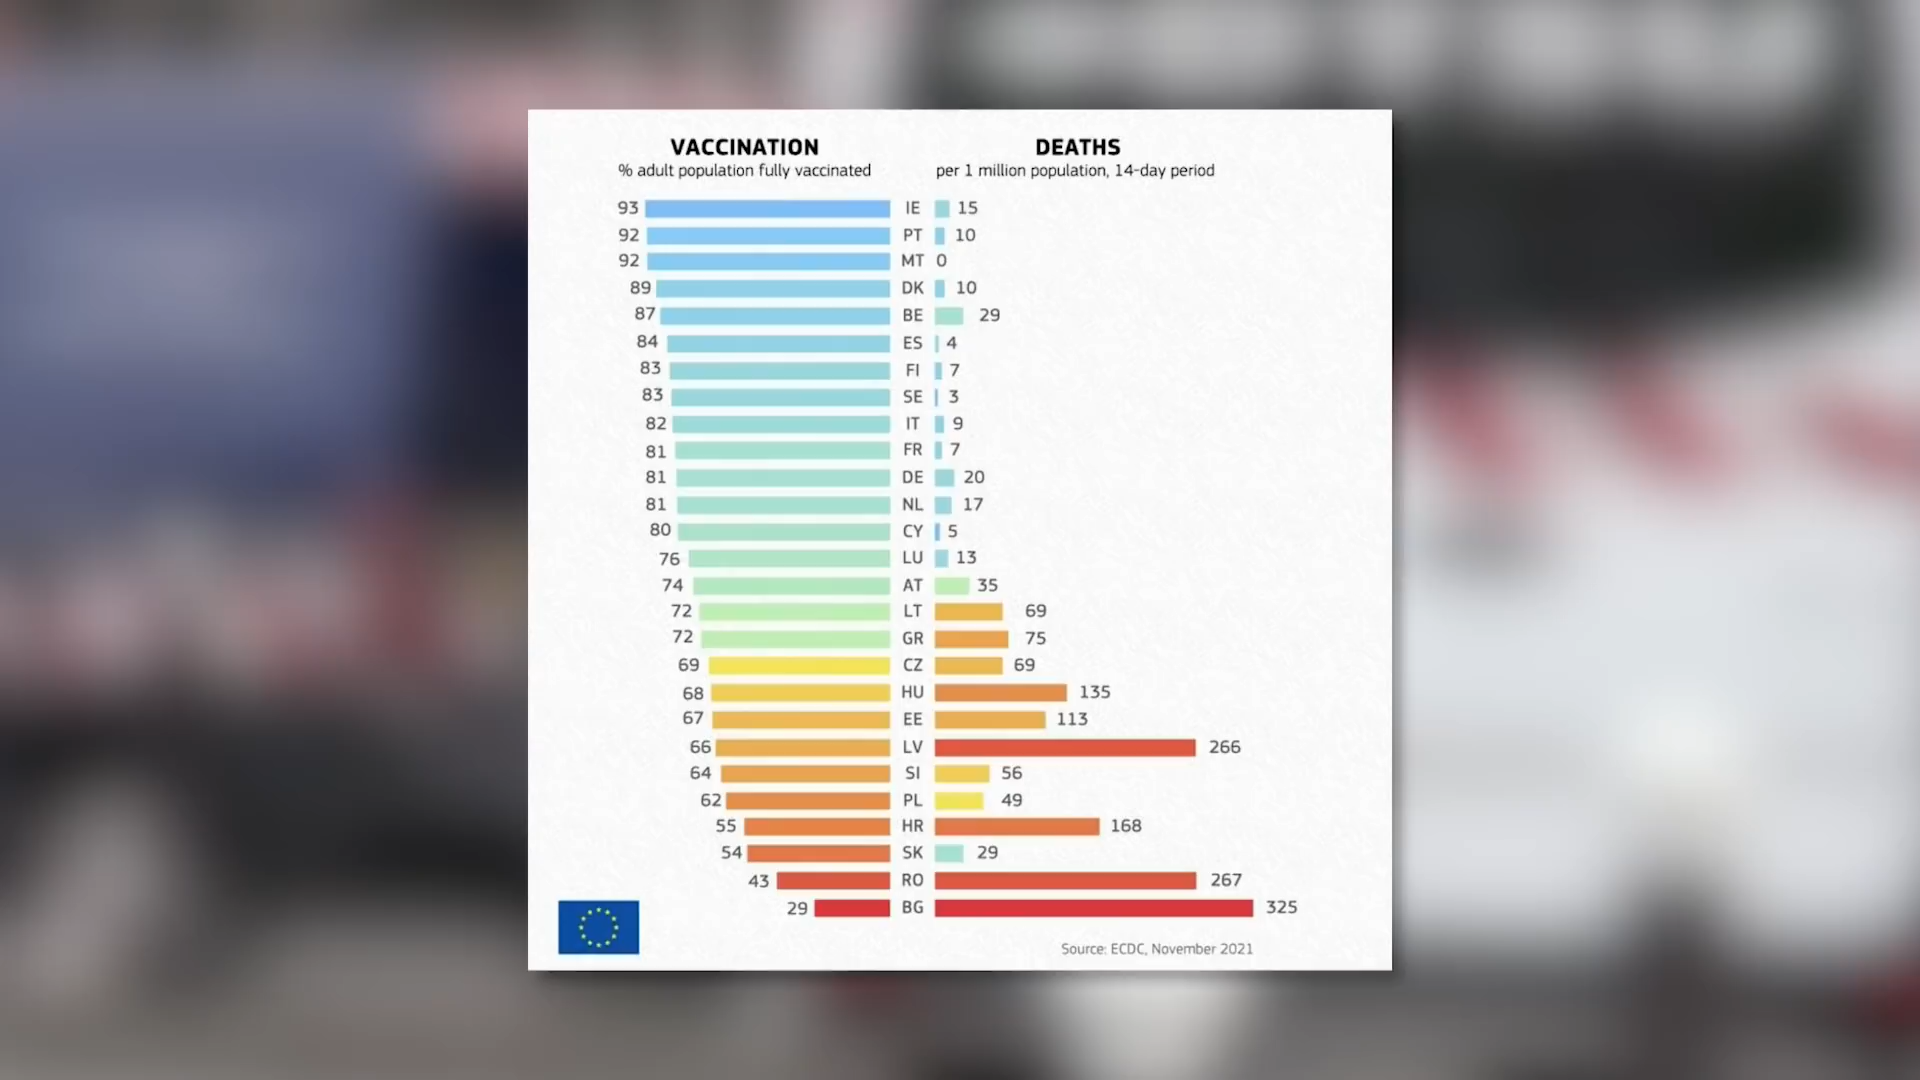 VACCINATION DEATHS
% adult population fully vaccinated per 1 million population, 14-day period
93 IE 15
92 PT 10
92 MT 0
89 DK 10
87 BE 29
84 ES 4
83 FI 7
83 SE 3
82 IT 9
81 FR 7
81 DE 20
81 NL 17
80 CY 5
76 LU 13
74 AT 35
72 LT 69
72 GR 75
69 CZ 69
68 HU 135
67 EE 113
66 LV 266
64 SI 56
62 PL 49
55 HR 168
54 SK 29
43 RO 267
29 BG 325
Source: ECDC, November 2021